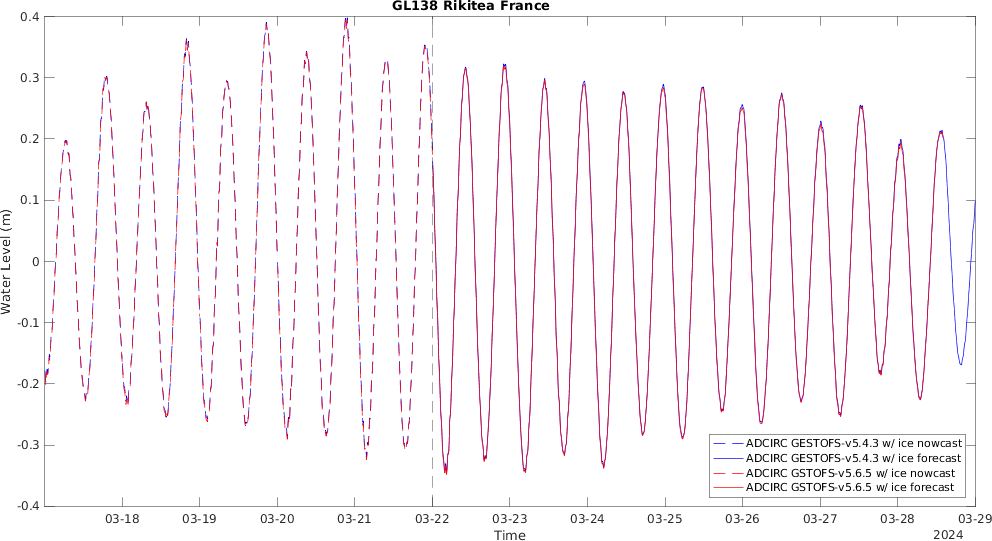 GL138 Rikitea France
0.4
0.3
0.2
0.1
0
-0.1
-0.2
-0.3
-0.4
Water Level (m)
ADCIRC GESTOFS-v5.4.3 w/ ice nowcast
ADCIRC GESTOFS-v5.4.3 w/ ice forecast
ADCIRC GSTOFS-v5.6.5 w/ ice nowcast
ADCIRC GSTOFS-v5.6.5 w/ ice forecast
03-18 03-19 03-20 03-21 03-22 03-23 03-24 03-25 03-26 03-27 03-28 03-29
Time
2024